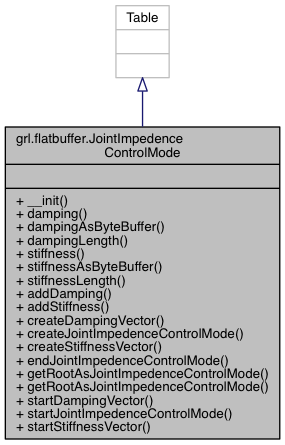 Table
grl.flatbuffer.JointImpedence
ControlMode
+ __init()
+ damping()
+ dampingAsByteBuffer()
+ dampingLength()
+ stiffness()
+ stiffnessAsByteBuffer()
+ stiffnessLength()
+ addDamping()
+ addStiffness()
+ createDampingVector()
+ createJointImpedenceControlMode()
+ createStiffnessVector()
+ endJointImpedenceControlMode()
+ getRootAsJointImpedenceControlMode()
+ getRootAsJointImpedenceControlMode()
+ startDampingVector()
+ startJointImpedenceControlMode()
+ startStiffnessVector()